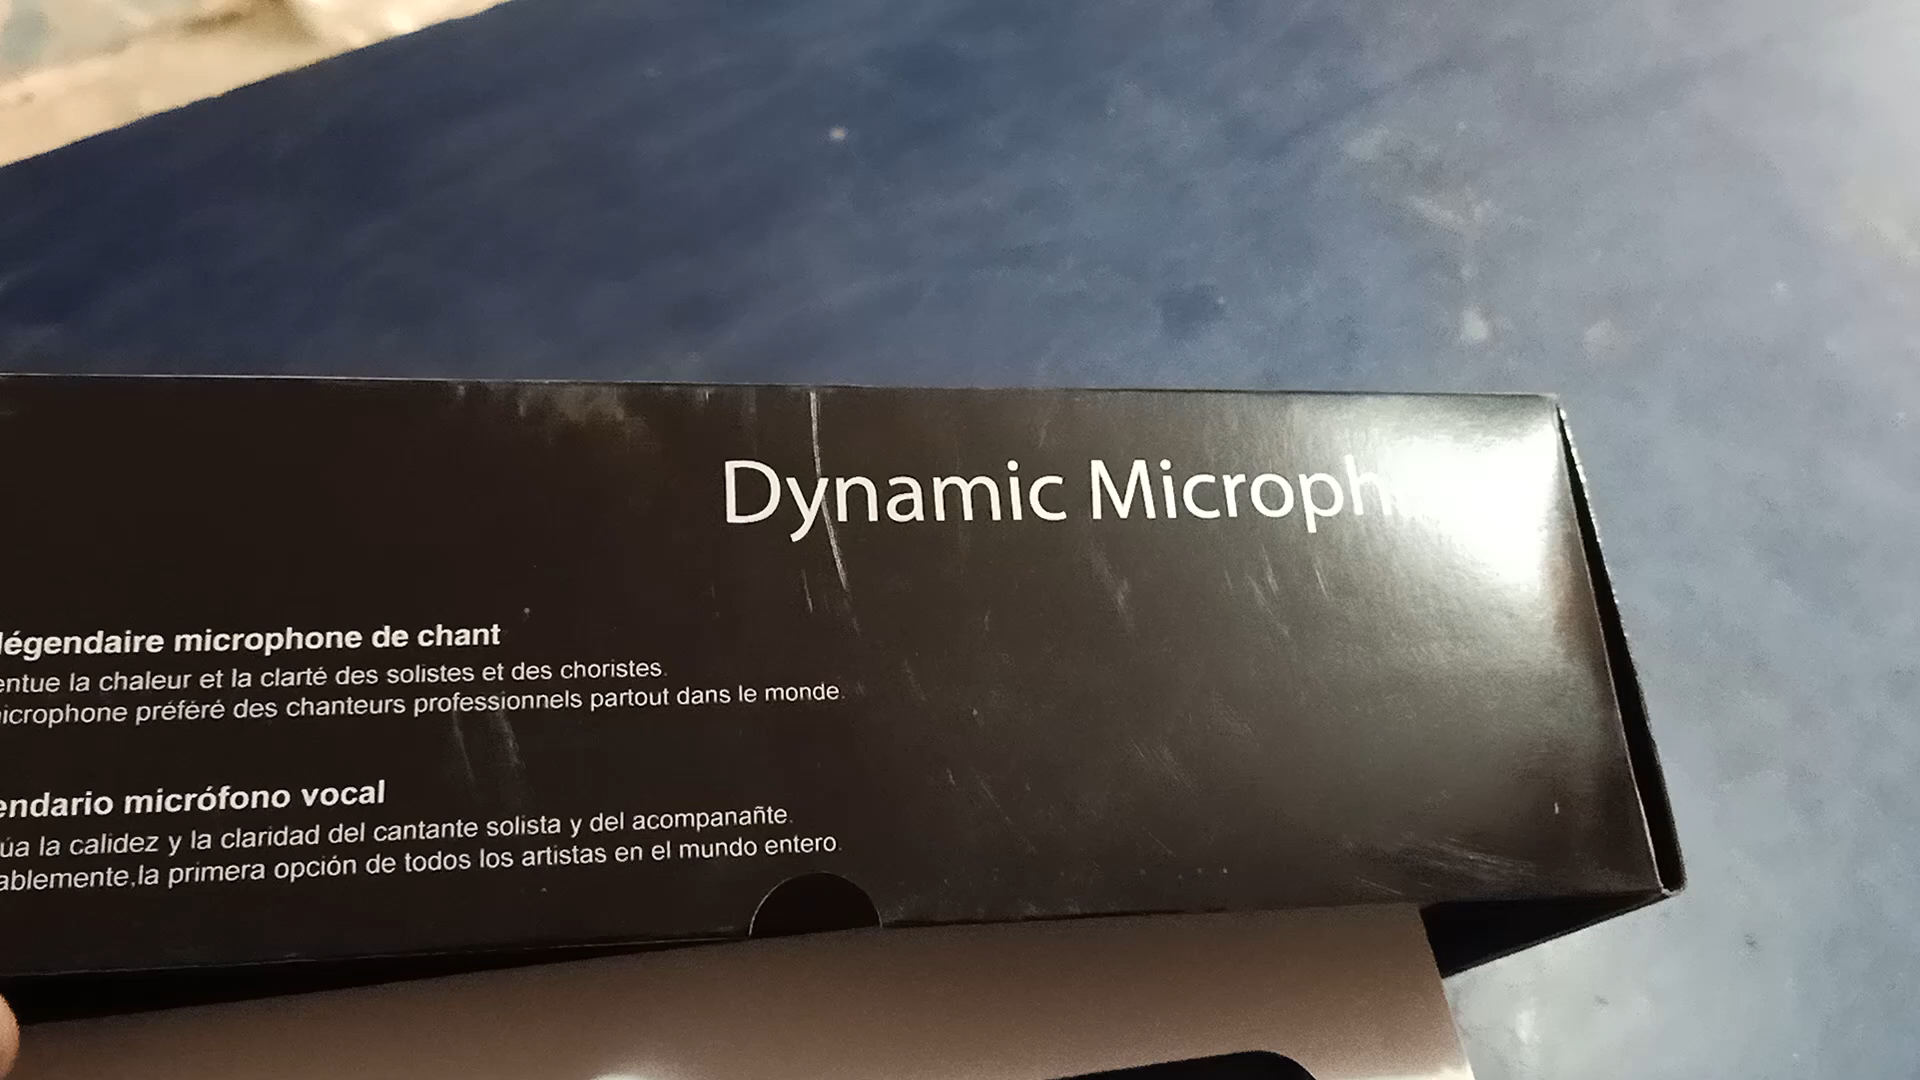 Dynamic Microph
légendaire microphone de chant
entue la chaleur et la clarté des solistes et des choristes.
icrophone préféré des chanteurs professionnels partout dans le monde.
endario micrófono vocal
úa la calidez y la claridad del cantante solista y del acompanañte.
ablemente,la primera opción de todos los artistas en el mundo entero.